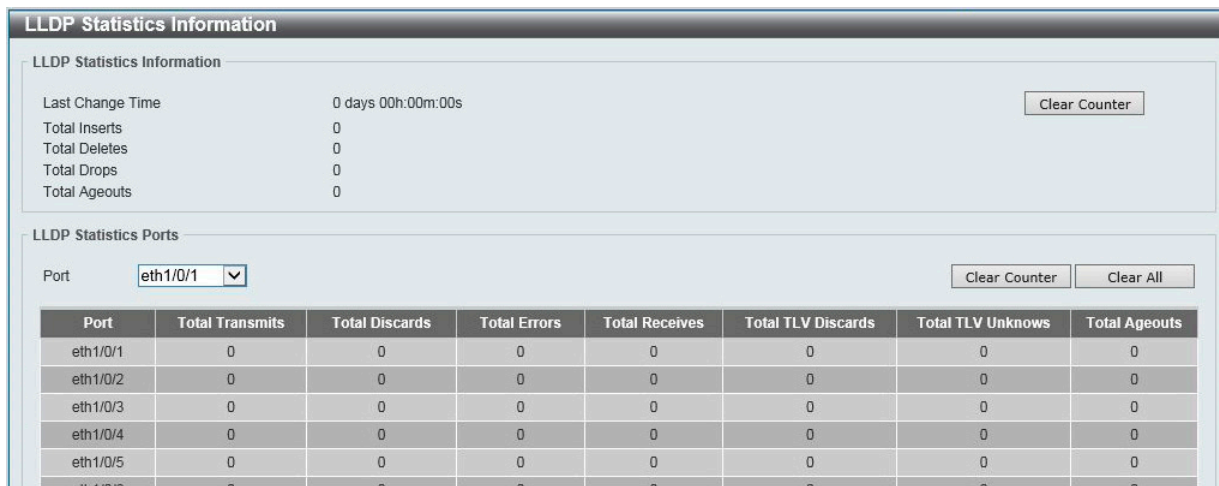 LLDP Statistics Information
LLDP Statistics Information
Last Change Time 0 days 00h:00m:00s Clear Counter
Total Inserts 0
Total Deletes 0
Total Drops 0
Total Ageouts 0
LLDP Statistics Ports
Port eth1/0/1 Clear Counter Clear All
Port Total Transmits Total Discards Total Errors Total Receives Total TLV Discards Total TLV Unknows Total Ageouts
eth1/0/1 0 0 0 0 0 0 0
eth1/0/2 0 0 0 0 0 0 0
eth1/0/3 0 0 0 0 0 0 0
eth1/0/4 0 0 0 0 0 0 0
eth1/0/5 0 0 0 0 0 0 0